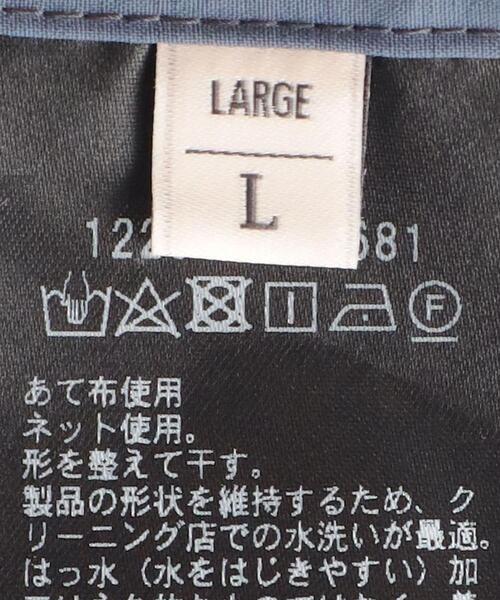 LARGE
L
122 681
F
あて布使用
ネット使用。
形を整えて干す。
製品の形状を維持するため、ク
リーニング店での水洗いが最適。
はっ水（水をはじきやすい）加